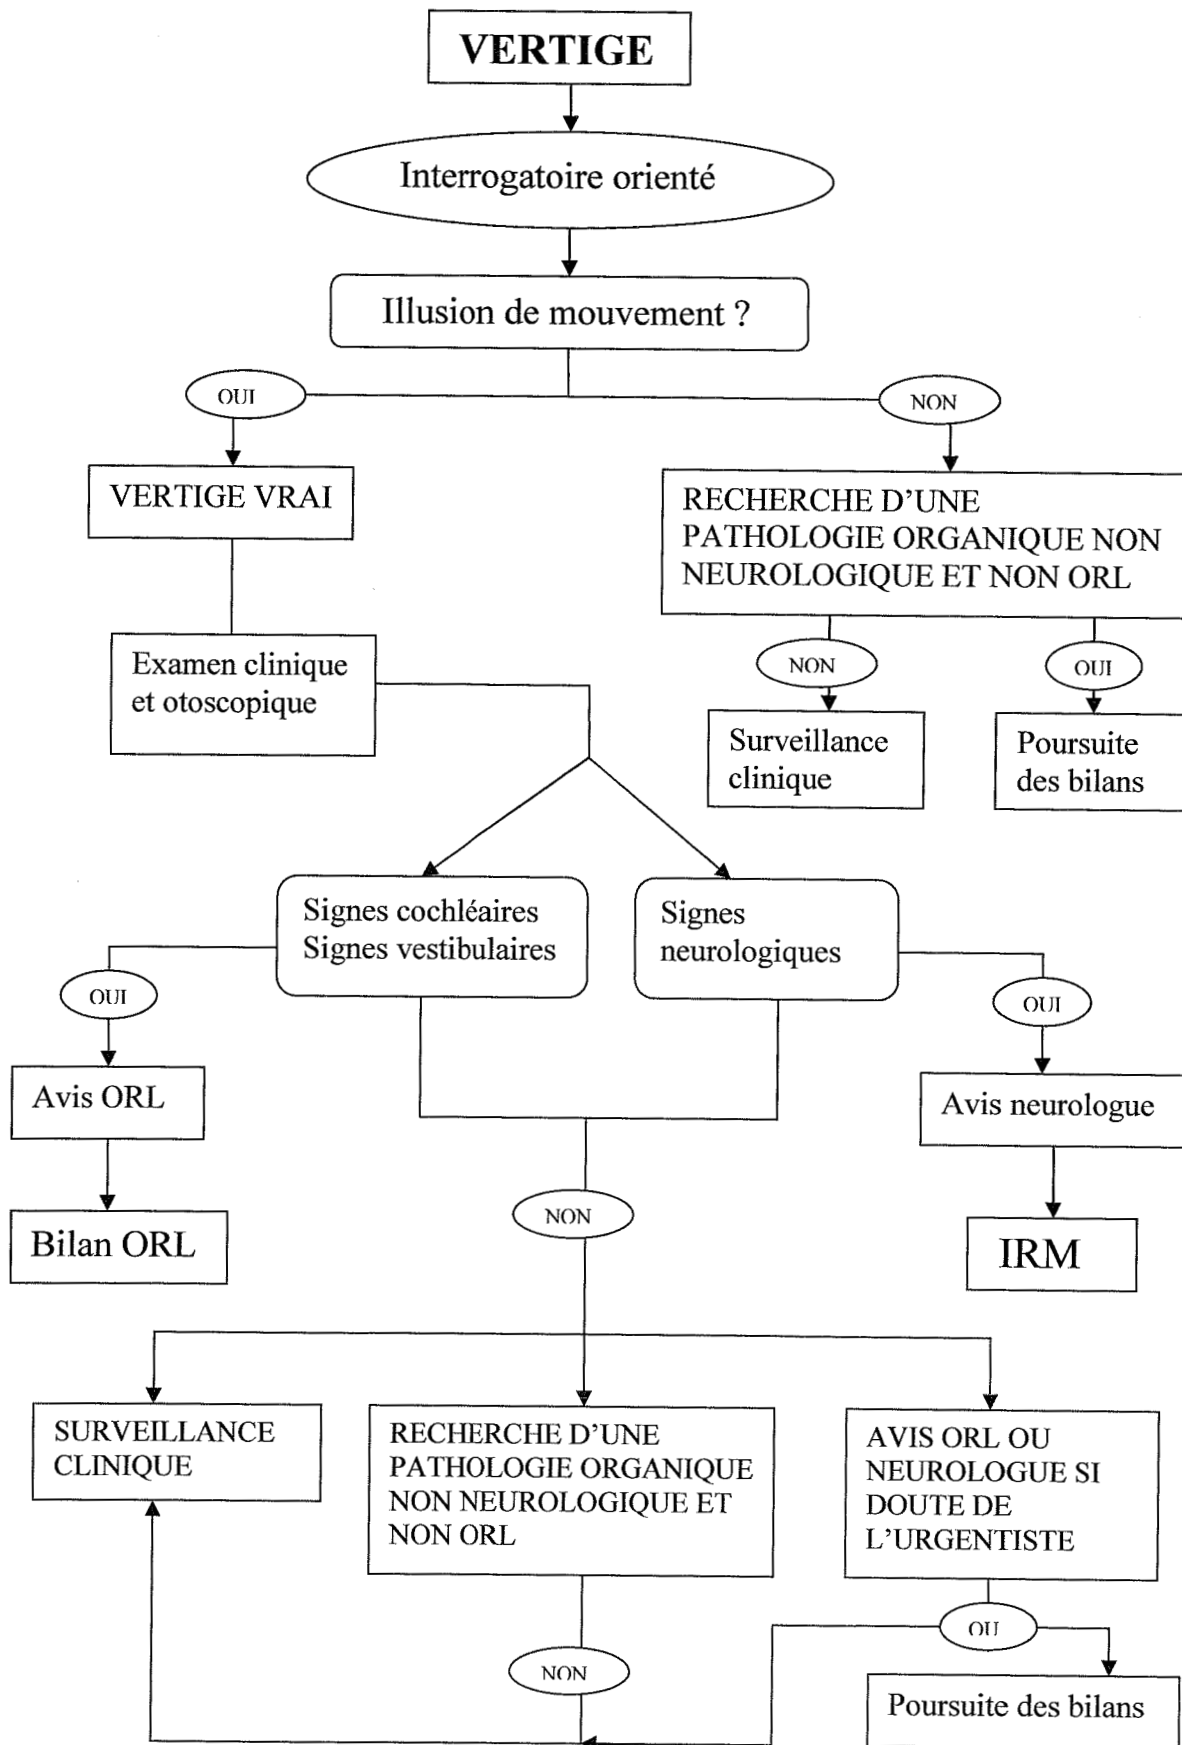 VERTIGE
Interrogatoire orienté
Illusion de mouvement ?
OUI
NON
VERTIGE VRAI
RECHERCHE D'UNE
PATHOLOGIE ORGANIQUE NON
NEUROLOGIQUE ET NON ORL
Examen clinique
et otoscopique
NON
OUI
Surveillance
clinique
Poursuite
des bilans
Signes cochléaires
Signes vestibulaires
Signes
neurologiques
OUI
OUI
Avis ORL
Avis neurologue
Bilan ORL
NON
IRM
SURVEILLANCE
CLINIQUE
RECHERCHE D'UNE
PATHOLOGIE ORGANIQUE
NON NEUROLOGIQUE ET
NON ORL
AVIS ORL OU
NEUROLOGUE SI
DOUTE DE
L'URGENTISTE
OU
NON
Poursuite des bilans